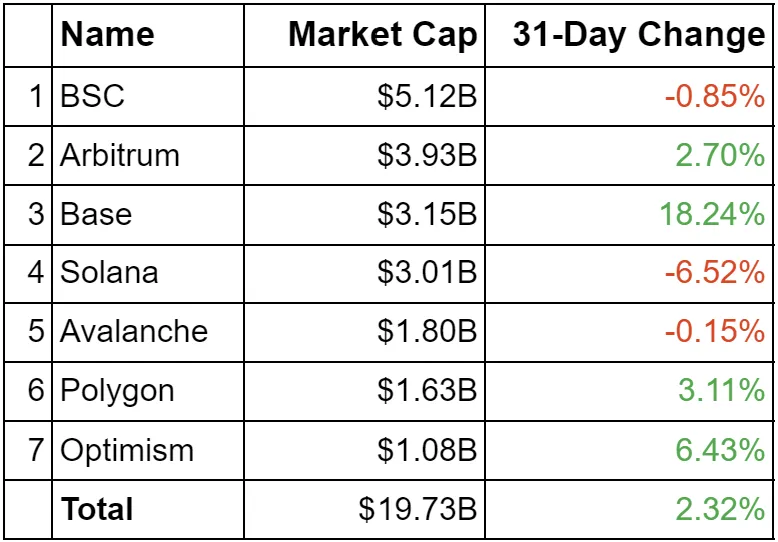 Name Market Cap 31-Day Change
1 BSC $5.12B -0.85%
2 Arbitrum $3.93B 2.70%
3 Base $3.15B 18.24%
4 Solana $3.01B -6.52%
5 Avalanche $1.80B -0.15%
6 Polygon $1.63B 3.11%
7 Optimism $1.08B 6.43%
Total $19.73B 2.32%